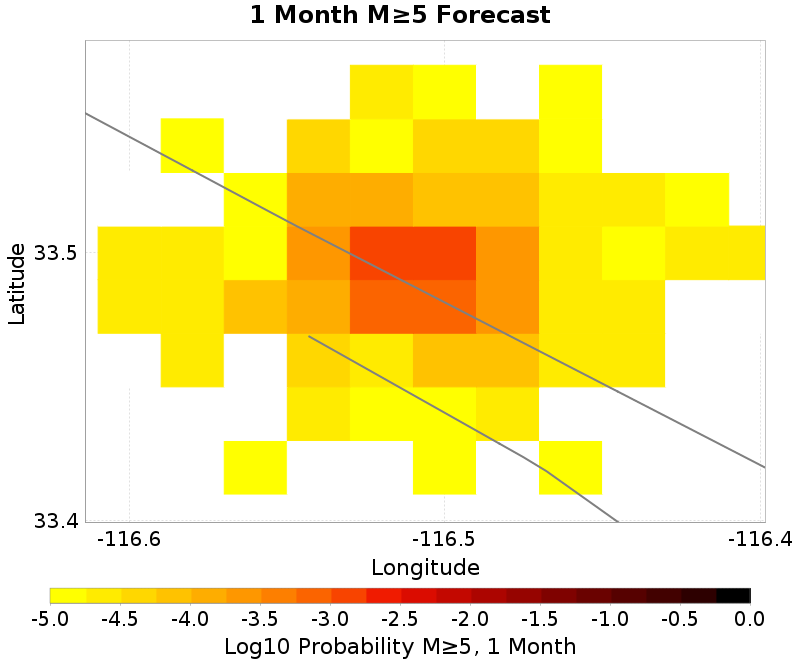 1 Month M≥5 Forecast
Latitude
33.5
33.4
-116.6 -116.5 -116.4
Longitude
-5.0 -4.5 -4.0 -3.5 -3.0 -2.5 -2.0 -1.5 -1.0 -0.5 0.0
Log10 Probability M≥5, 1 Month